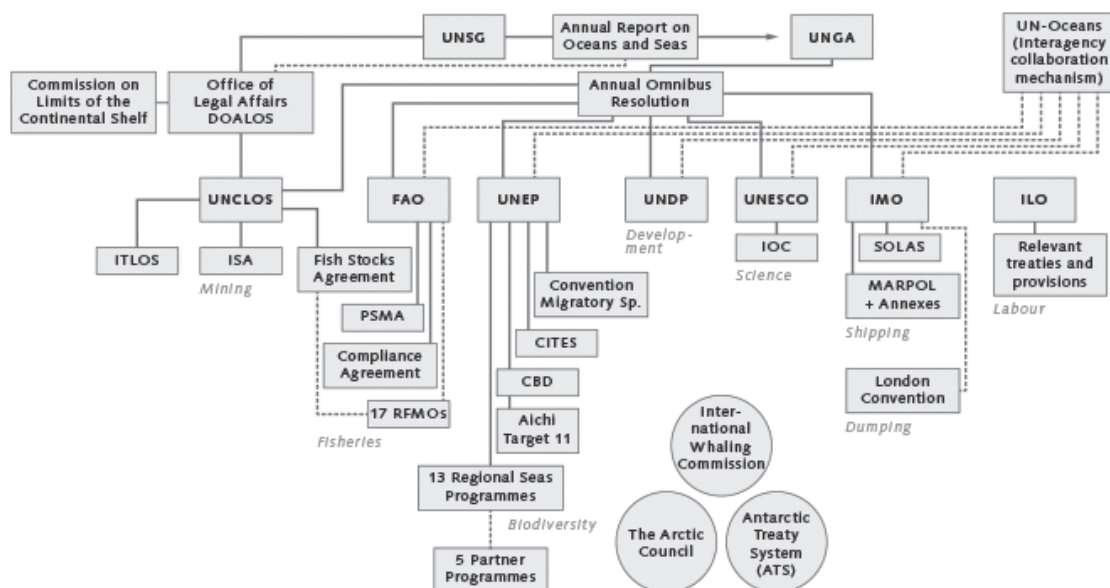 UNSG
Annual Report on
Oceans and Seas
UNGA
UN-Oceans
(Interagency
collaboration
mechanism)
Commission on
Limits of the
Continental Shelf
Office of
Legal Affairs
DOALOS
Annual Omnibus
Resolution
UNCLOS
FAO
UNEP
UNDP
UNESCO
IMO
ILO
Develop-
ment
ITLOS
ISA
Mining
Fish Stocks
Agreement
IOC
Science
SOLAS
Relevant
treaties and
provisions
Labour
PSMA
Convention
Migratory Sp.
MARPOL
+ Annexes
Shipping
Compliance
Agreement
CITES
CBD
London
Convention
Dumping
17 RFMOs
Fisheries
Aichi
Target 11
Inter-
national
Whaling
Commission
13 Regional Seas
Programmes
Biodiversity
The Arctic
Council
Antarctic
Treaty
System
(ATS)
5 Partner
Programmes